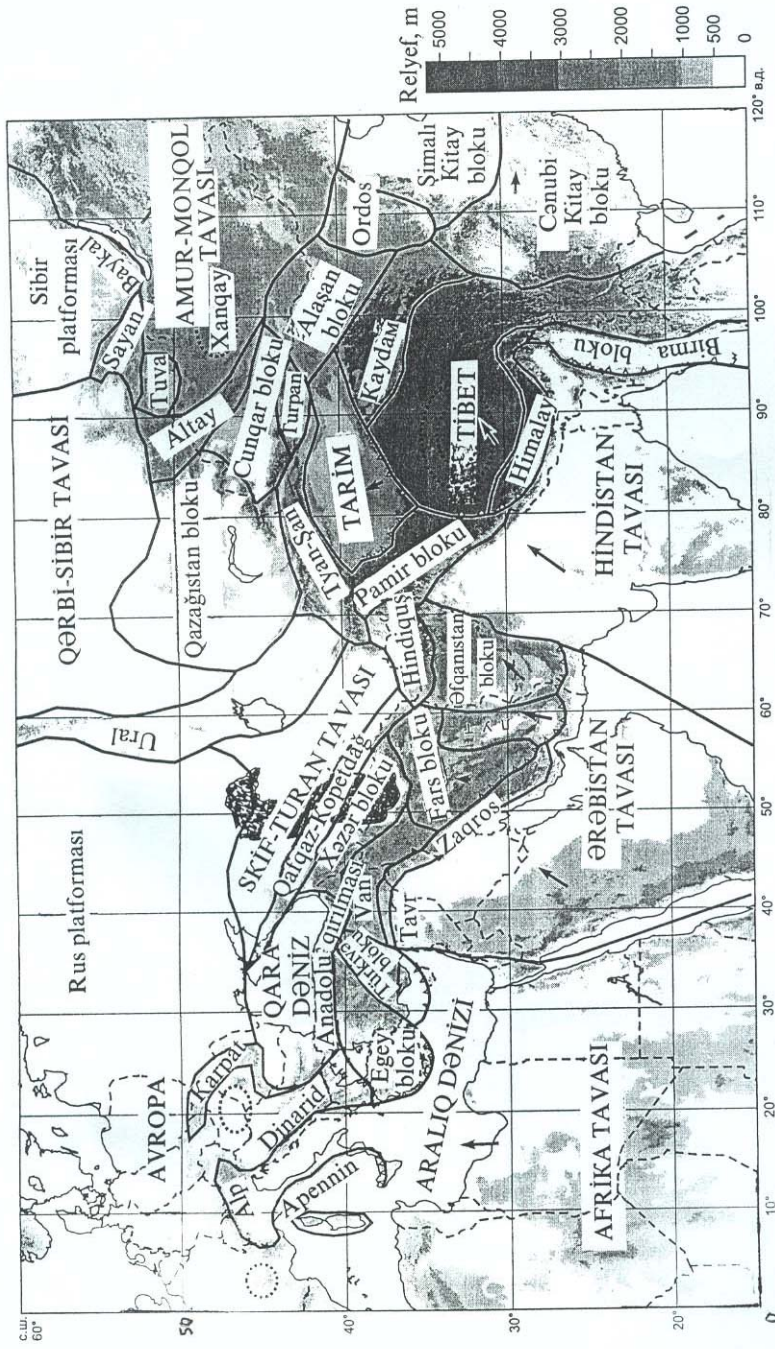 Relyef, m
5000
4000
3000
2000
1000
500
0
с.ш.
60°
50
40°
30°
20°
0
10°
20°
30°
40°
50°
60°
70°
80°
90°
100°
110°
120° в.д.
Rus platforması
AVROPA
Karpat
Dinarid
Alp
Apennin
QARA
DƏNİZ
Anadolu qırılması
Türkiyə
bloku
Egey
bloku
ARALIQ DƏNİZİ
AFRİKA TAVASI
Van
Tavr
Zaqros
ƏRƏBİSTAN
TAVASI
SKİF-TURAN TAVASI
Qafqaz-Kopetdağ
Xəzər bloku
Fars bloku
Əfqanıstan
bloku
Hindiquş
Ural
QƏRBİ-SİBİR TAVASI
Qazağıstan bloku
Tyan-Şan
Pamir bloku
TARİM
TİBET
Himalay
HİNDİSTAN
TAVASI
Sibir
platforması
Baykal
Sayan
Tuva
Altay
AMUR-MONQOL
TAVASI
Xanqay
Cunqar bloku
Turpan
Alaşan
bloku
Kaydam
Ordos
Şimali
Kitay
bloku
Cənubi
Kitay
bloku
Birma
bloku